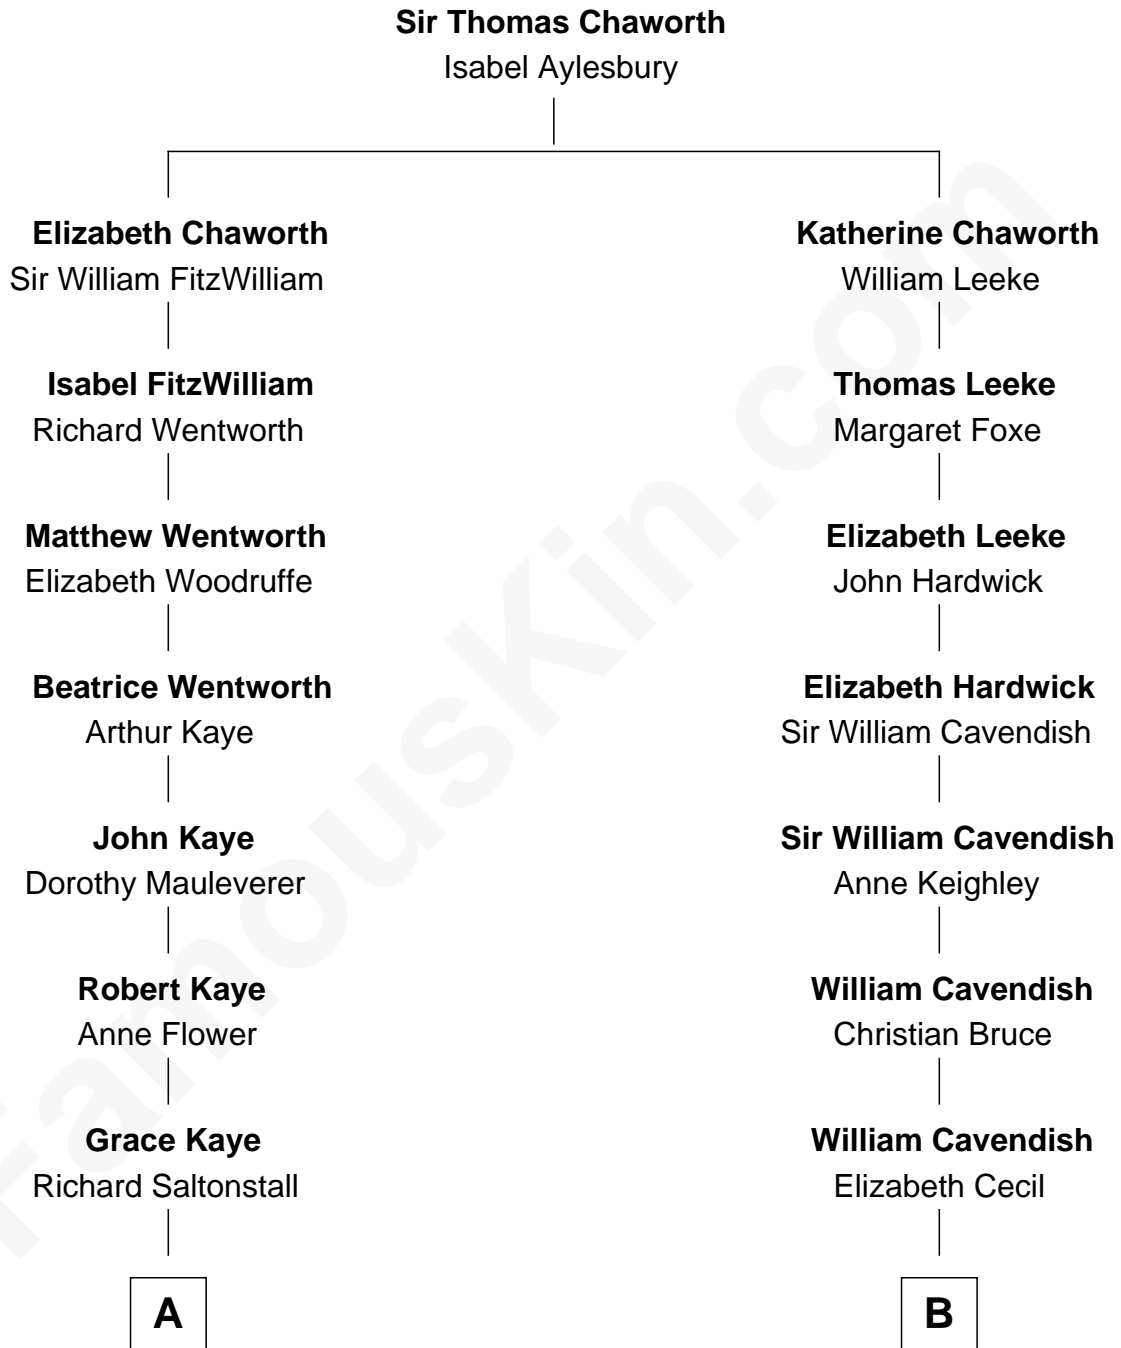 Sir Thomas Chaworth
Isabel Aylesbury
Elizabeth Chaworth
Sir William FitzWilliam
Katherine Chaworth
William Leeke
Isabel FitzWilliam
Richard Wentworth
Thomas Leeke
Margaret Foxe
Matthew Wentworth
Elizabeth Woodruffe
Elizabeth Leeke
John Hardwick
Beatrice Wentworth
Arthur Kaye
Elizabeth Hardwick
Sir William Cavendish
John Kaye
Dorothy Mauleverer
Sir William Cavendish
Anne Keighley
Robert Kaye
Anne Flower
William Cavendish
Christian Bruce
Grace Kaye
Richard Saltonstall
William Cavendish
Elizabeth Cecil
A
B
FamousKin.com